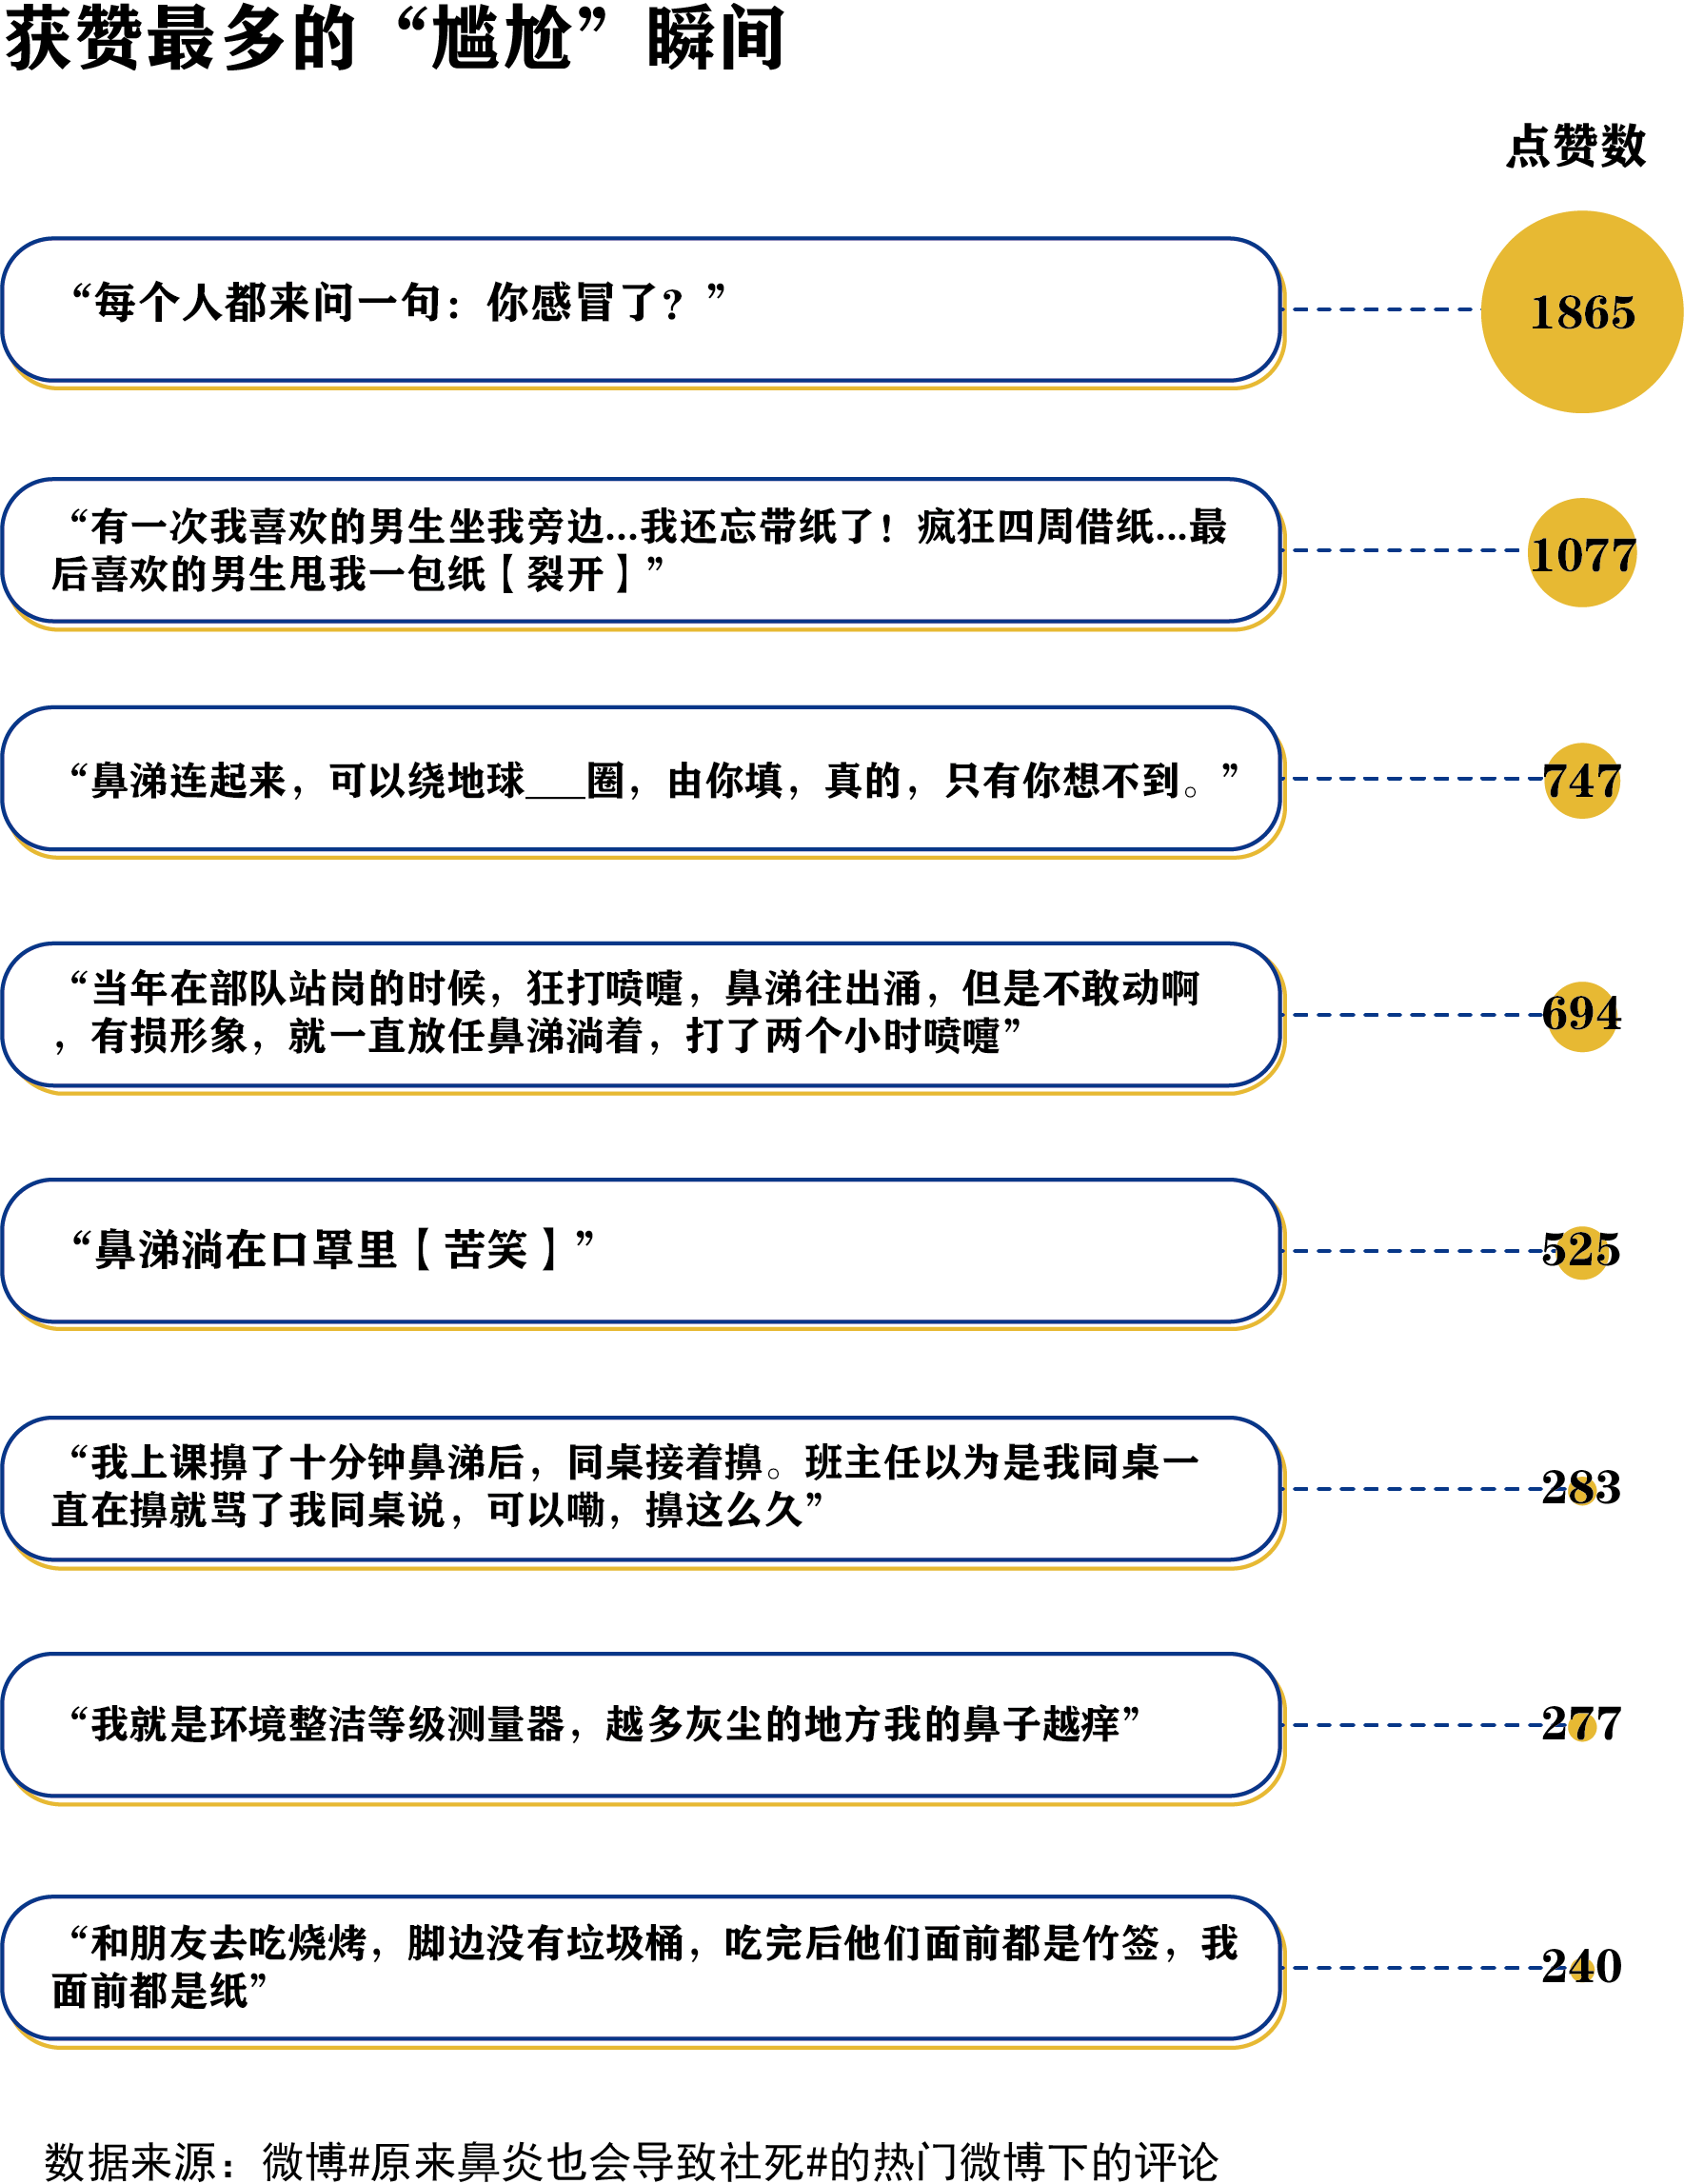 获赞最多的“尴尬”瞬间
点赞数
“每个人都来问一句：你感冒了？”
1865
“有一次我喜欢的男生坐我旁边...我还忘带纸了！疯狂四周借纸...最
后喜欢的男生甩我一包纸【裂开】”
1077
“鼻涕连起来，可以绕地球___圈，由你填，真的，只有你想不到。”
747
“当年在部队站岗的时候，狂打喷嚏，鼻涕往出涌，但是不敢动啊
，有损形象，就一直放任鼻涕淌着，打了两个小时喷嚏”
694
“鼻涕淌在口罩里【苦笑】”
525
“我上课擤了十分钟鼻涕后，同桌接着擤。班主任以为是我同桌一
直在擤就骂了我同桌说，可以嘞，擤这么久”
283
“我就是环境整洁等级测量器，越多灰尘的地方我的鼻子越痒”
277
“和朋友去吃烧烤，脚边没有垃圾桶，吃完后他们面前都是竹签，我
面前都是纸”
240
数据来源：微博#原来鼻炎也会导致社死#的热门微博下的评论